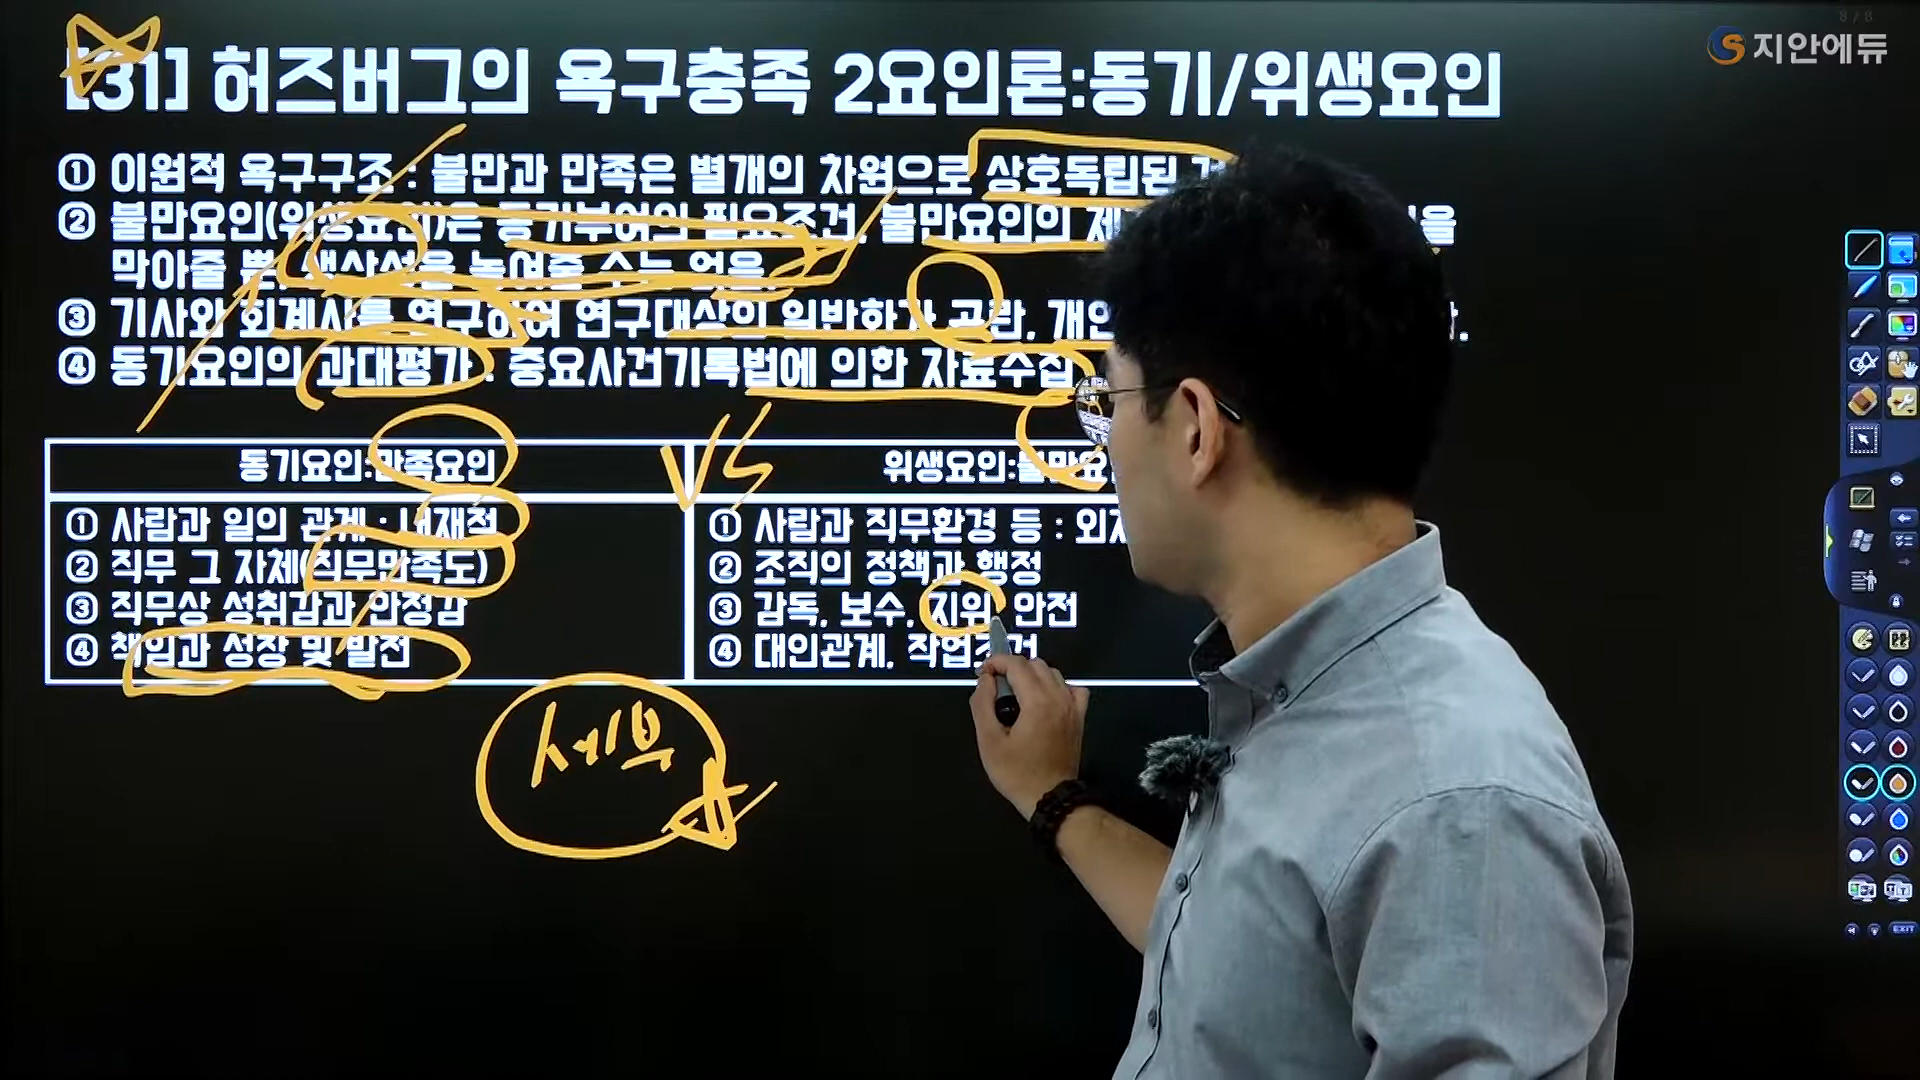 8 / 8
지안에듀
[31] 허즈버그의 욕구충족 2요인론:동기/위생요인
① 이원적 욕구구조 : 불만과 만족은 별개의 차원으로 상호독립된
② 불만요인(위생요인)은 동기부여의 필요조건, 불만요인의 제
막아줄 뿐 생산성을 높여줄 수는 없음.
③ 기사와 회계사를 연구하여 연구대상의 일반화가 곤란, 개인
④ 동기요인의 과대평가 : 중요사건기록법에 의한 자료수집
VS
동기요인:만족요인
위생요인:불만요
① 사람과 일의 관계 : 내재적
② 직무 그 자체(직무만족도)
③ 직무상 성취감과 안정감
④ 책임과 성장 및 발전
① 사람과 직무환경 등 : 외재
② 조직의 정책과 행정
③ 감독, 보수, 지위, 안전
④ 대인관계, 작업조건
EXIT